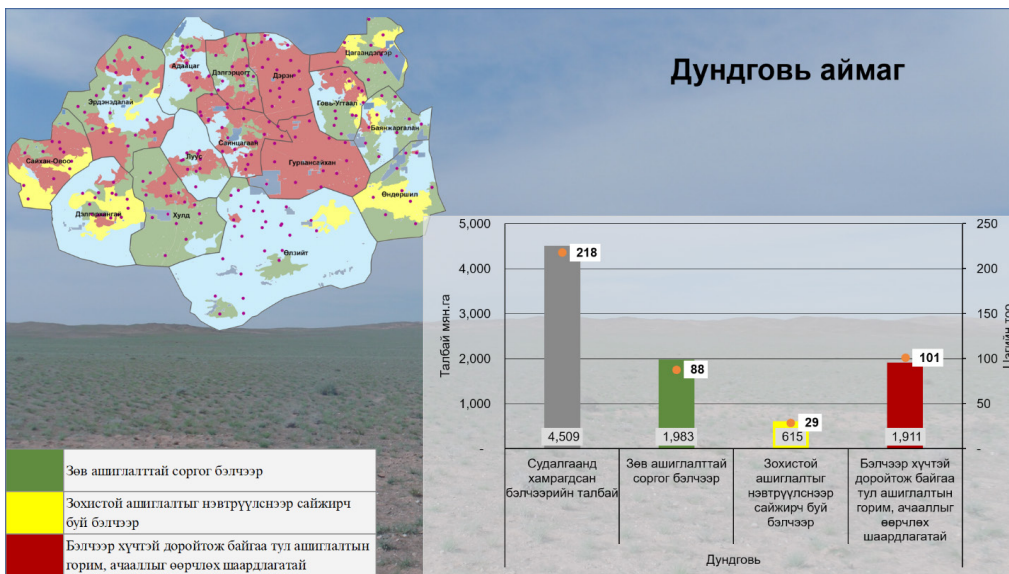 Дундговь аймаг
Цагаандэлгэр
Адаацаг
Дэлгэрцогт
Дэрэн
Эрдэнэдалай
Говь-Угтаал
Баянжаргалан
Сайнцагаан
Сайхан-Овоо
Луус
Гурвансайхан
Өндөршил
Дэлгэрхангай
Хулд
Өлзийт
Талбай мян.га
Цэгийн тоо
5,000
4,000
3,000
2,000
1,000
-
250
200
150
100
50
-
218
88
29
101
4,509
1,983
615
1,911
Судалгаанд
хамрагдсан
бэлчээрийн талбай
Зөв ашиглалттай
соргог бэлчээр
Зохистой
ашиглалтыг
нэвтрүүлснээр
сайжирч буй
бэлчээр
Бэлчээр хүчтэй
доройтож байгаа
тул ашиглалтын
горим, ачааллыг
өөрчлөх
шаардлагатай
Дундговь
Зөв ашиглалттай соргог бэлчээр
Зохистой ашиглалтыг нэвтрүүлснээр сайжирч
буй бэлчээр
Бэлчээр хүчтэй доройтож байгаа тул ашиглалтын
горим, ачааллыг өөрчлөх шаардлагатай